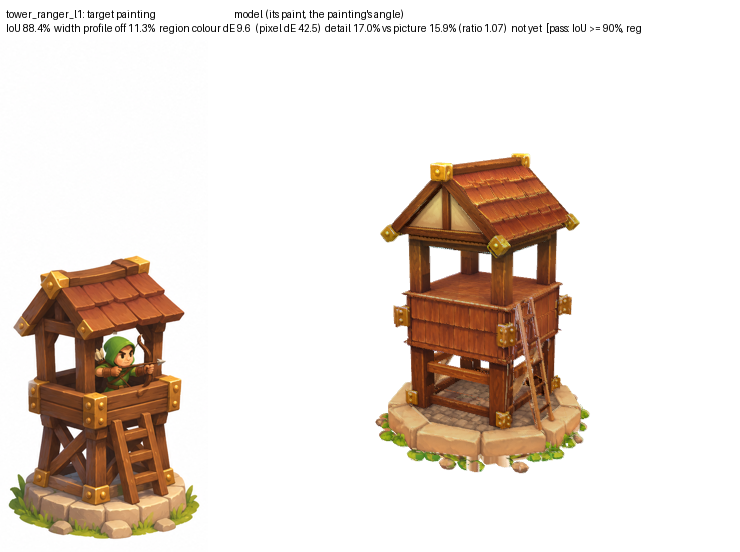 tower_ranger_l1: target painting
model (its paint, the painting's angle)
IoU 88.4% width profile off 11.3% region colour dE 9.6 (pixel dE 42.5) detail 17.0% vs picture 15.9% (ratio 1.07) not yet [pass: IoU >= 90%, reg